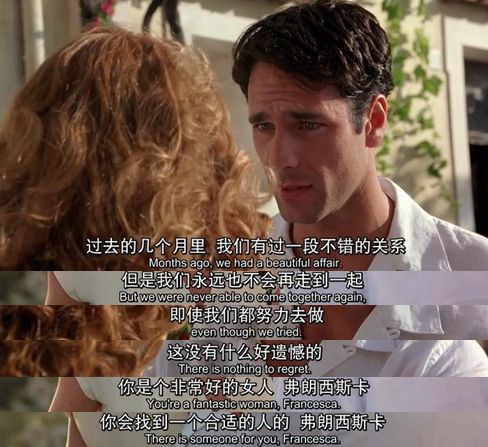 过去的几个月里 我们有过一段不错的关系
Months ago, we had a beautiful affair.
但是我们永远也不会再走到一起
But we were never able to come together again,
即使我们都努力去做
even though we tried.
这没有什么好遗憾的
There is nothing to regret.
你是个非常好的女人 弗朗西斯卡
You're a fantastic woman, Francesca.
你会找到一个合适的人的 弗朗西斯卡
There is someone for you, Francesca.